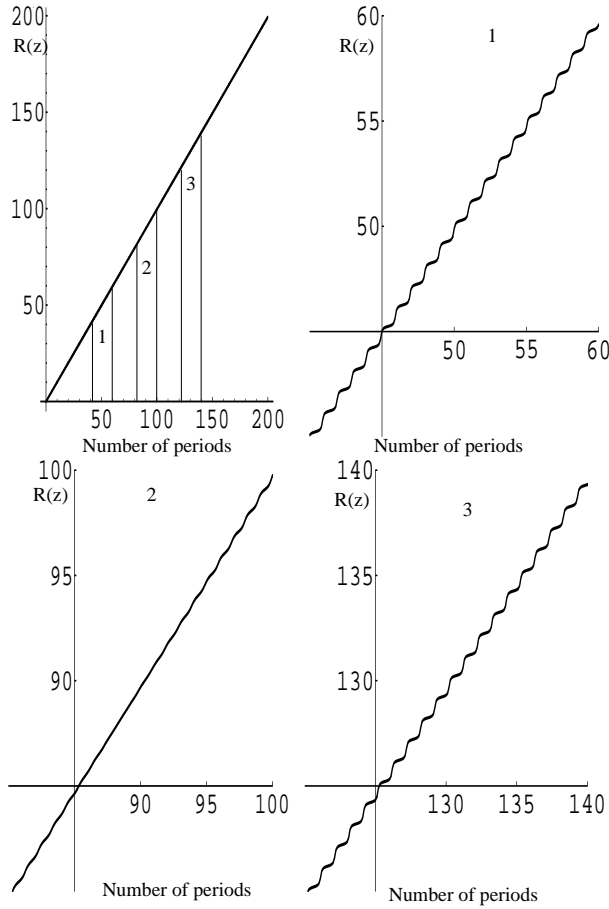 200
R(z)
150
100
50
1
2
3
50 100 150 200
Number of periods
60
R(z)
1
55
50
50 55 60
Number of periods
100
R(z)
2
95
90
90 95 100
Number of periods
140
R(z)
3
135
130
130 135 140
Number of periods